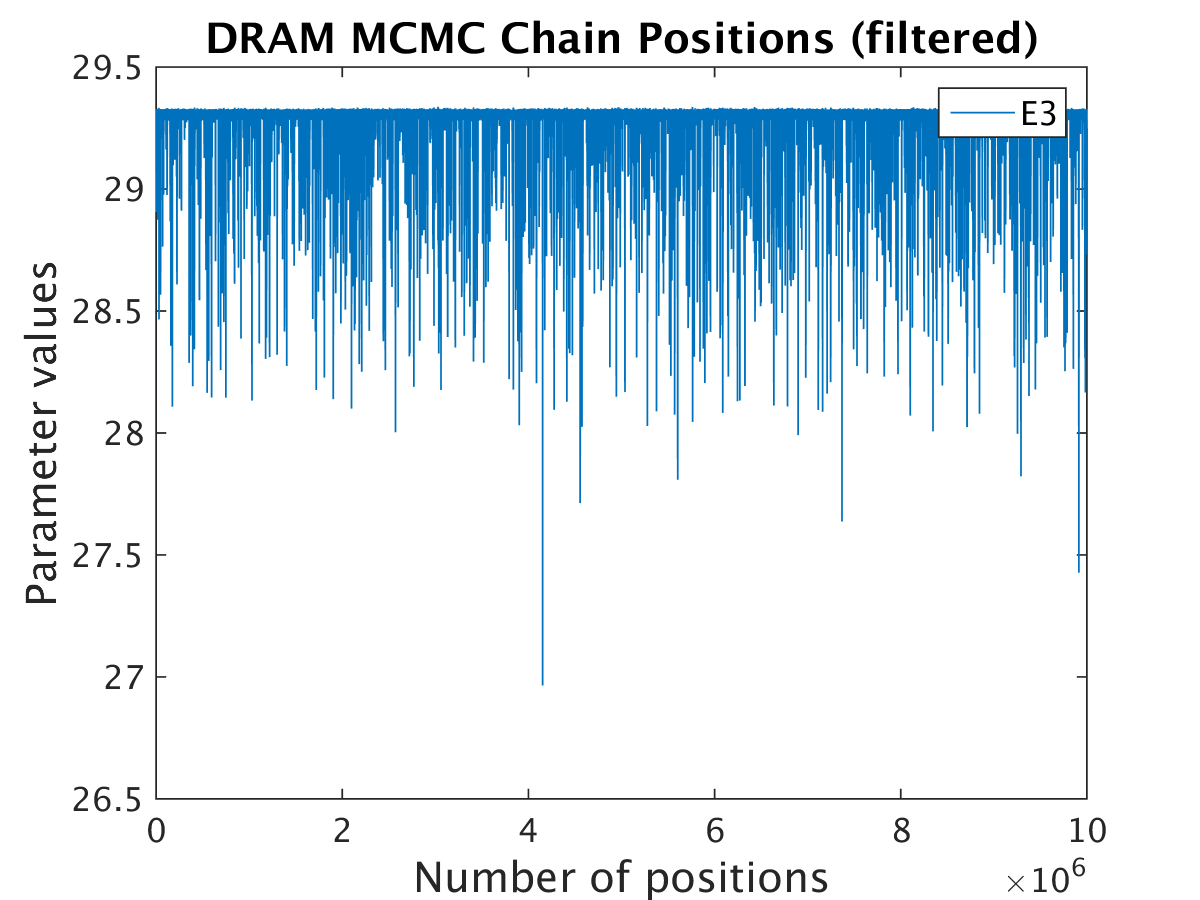 DRAM MCMC Chain Positions (filtered)
29.5
29
28.5
28
27.5
27
26.5
Parameter values
E3
0 2 4 6 8 10
×10^6
Number of positions